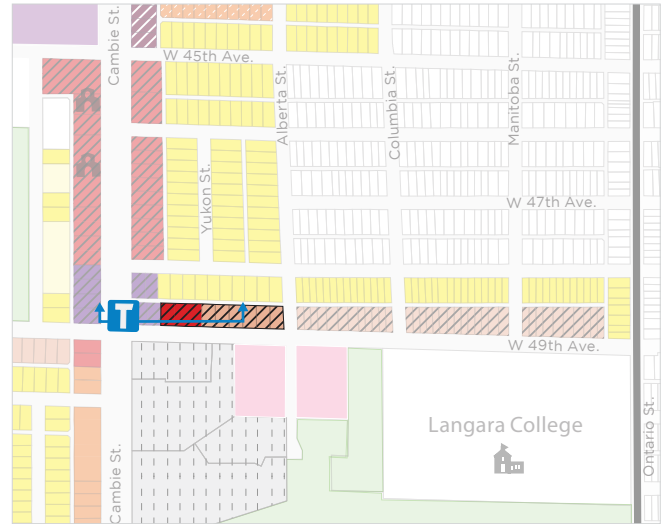 Cambie St.
W 45th Ave.
Alberta St.
Columbia St.
Manitoba St.
Yukon St.
W 47th Ave.
T
W 49th Ave.
Langara College
Cambie St.
Ontario St.